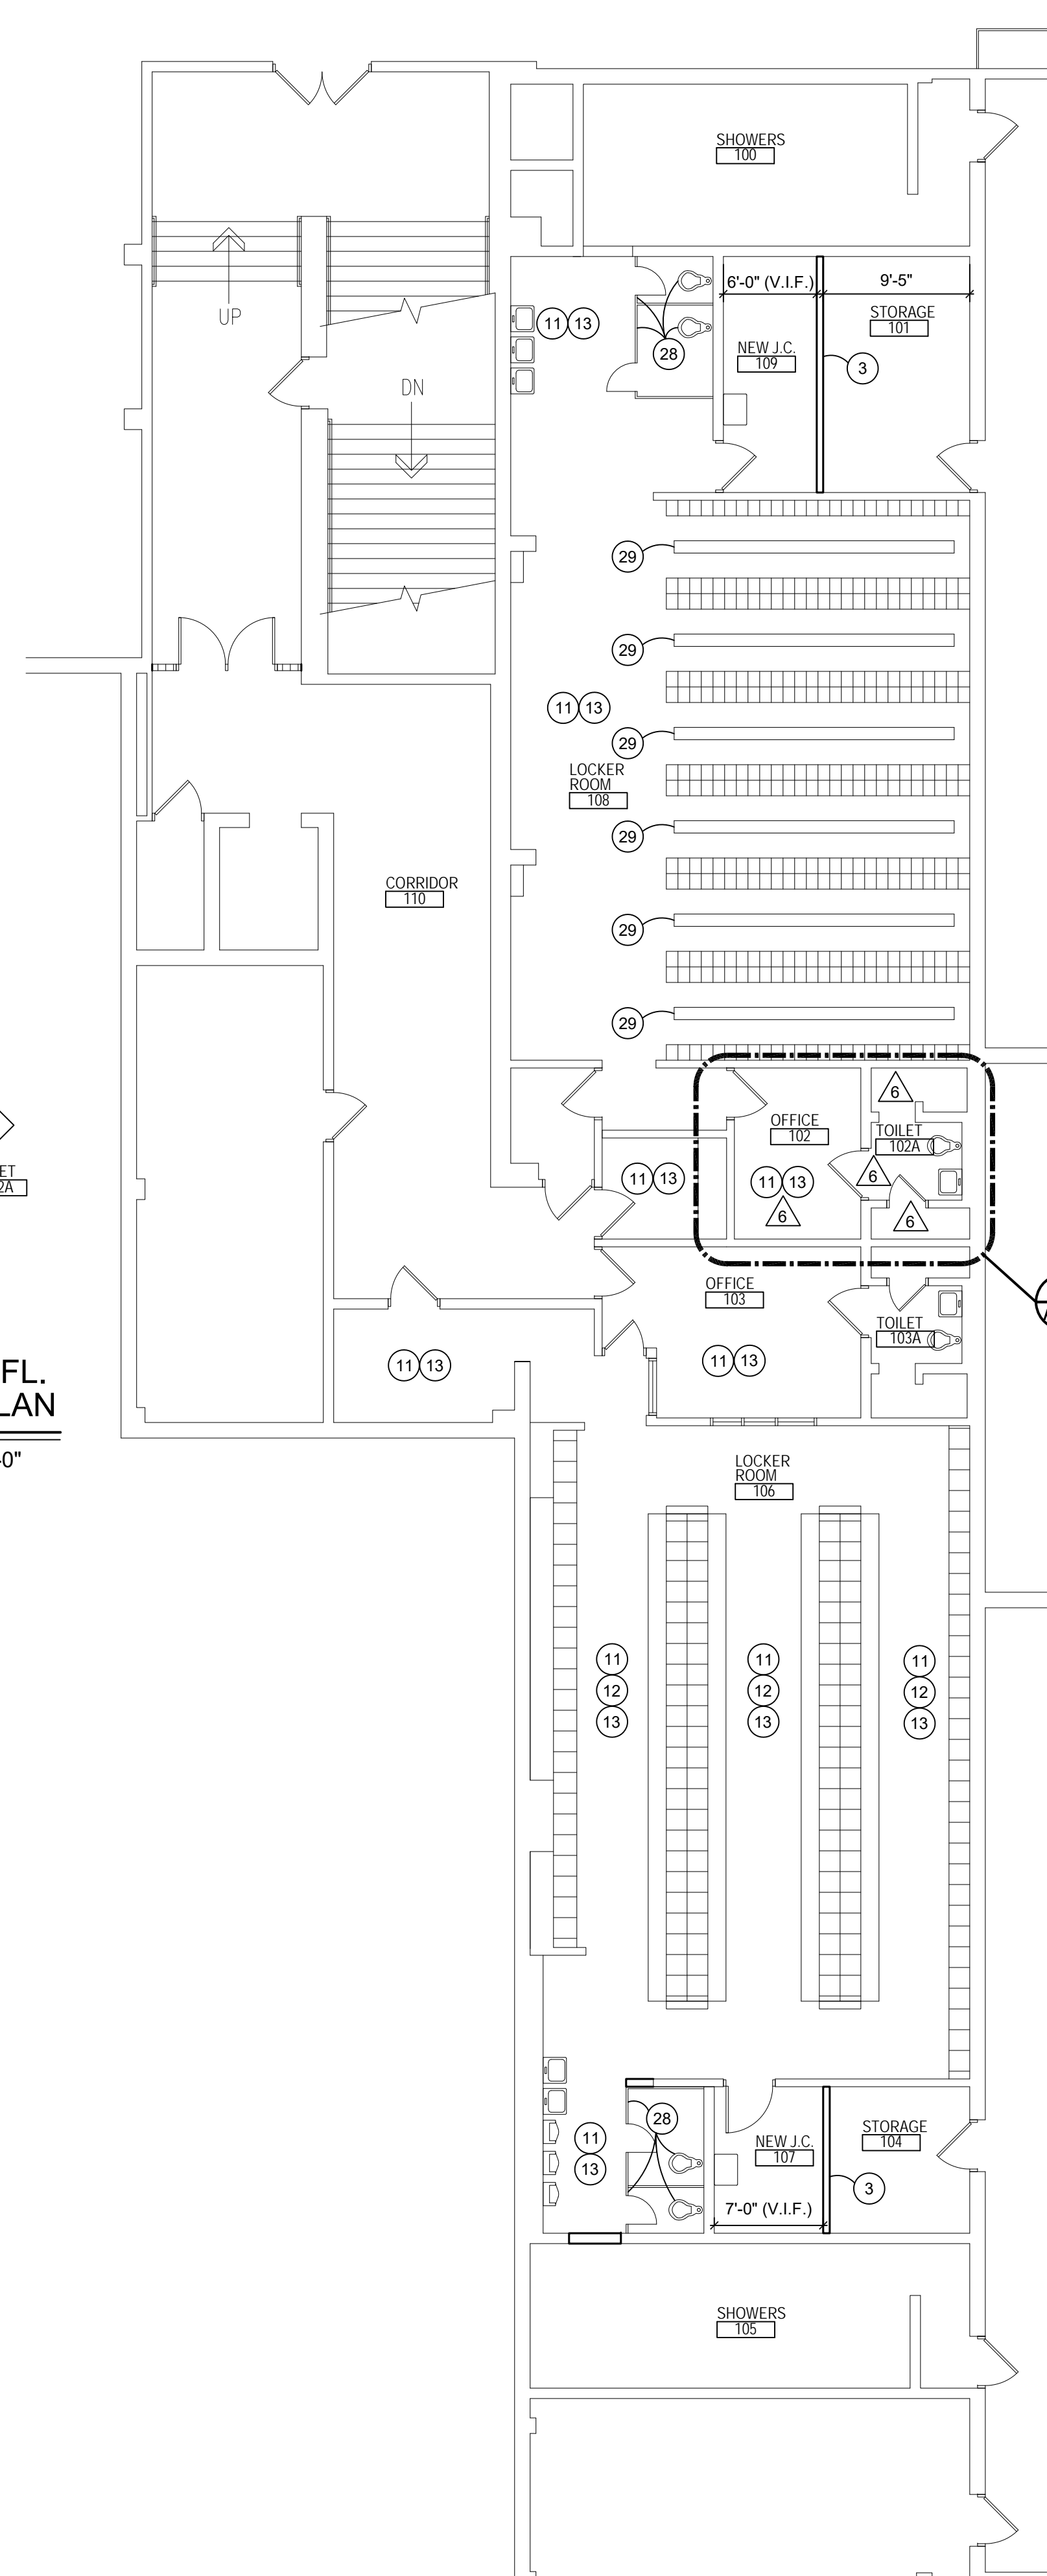 SHOWERS
100
6'-0" (V.I.F.)
9'-5"
STORAGE
101
UP
11 13
28
NEW J.C.
109
3
DN
29
29
11 13
29
LOCKER
ROOM
108
29
CORRIDOR
110
29
29
6
OFFICE
102
TOILET
102A
6
ET
2A
11 13
11 13
6
6
OFFICE
103
TOILET
103A
11 13
11 13
FL.
LAN
0"
LOCKER
ROOM
106
11
12
13
11
12
13
11
12
13
28
11
13
NEW J.C.
107
STORAGE
104
3
7'-0" (V.I.F.)
SHOWERS
105